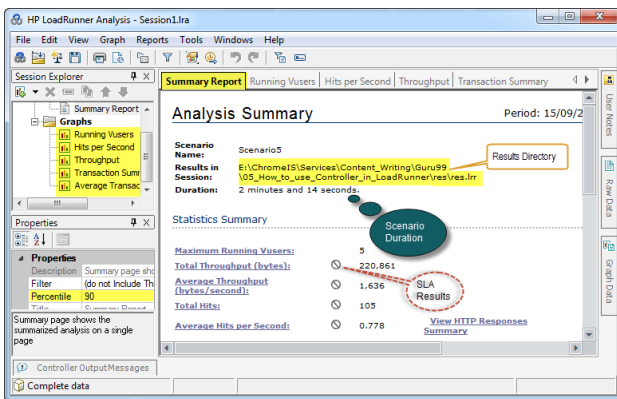 HP LoadRunner Analysis - Session1.lra
File Edit View Graph Reports Tools Windows Help
Session Explorer
Summary Report
Graphs
Running Vusers
Hits per Second
Throughput
Transaction Sumr
Average Transac
Properties
Properties
Description Summary page sho
Filter (do not Include Th
Percentile 90
Title Summary Report
Summary page shows the
summarized analysis on a single
page
Summary Report Running Vusers Hits per Second Throughput Transaction Summary
Analysis Summary Period: 15/09/2
Scenario
Name: Scenario5
Results in
Session: E:\ChromeIS\Services\Content_Writing\Guru99
\05_How_to_use_Controller_in_LoadRunner\res\res.lrr
Duration: 2 minutes and 14 seconds.
Results Directory
Scenario
Duration
Statistics Summary
Maximum Running Vusers: 5
Total Throughput (bytes): 220,861
Average Throughput
(bytes/second): 1,636
Total Hits: 105
Average Hits per Second: 0.778
View HTTP Responses
Summary
SLA
Results
User Notes
Raw Data
Graph Data
Controller Output Messages
Complete data